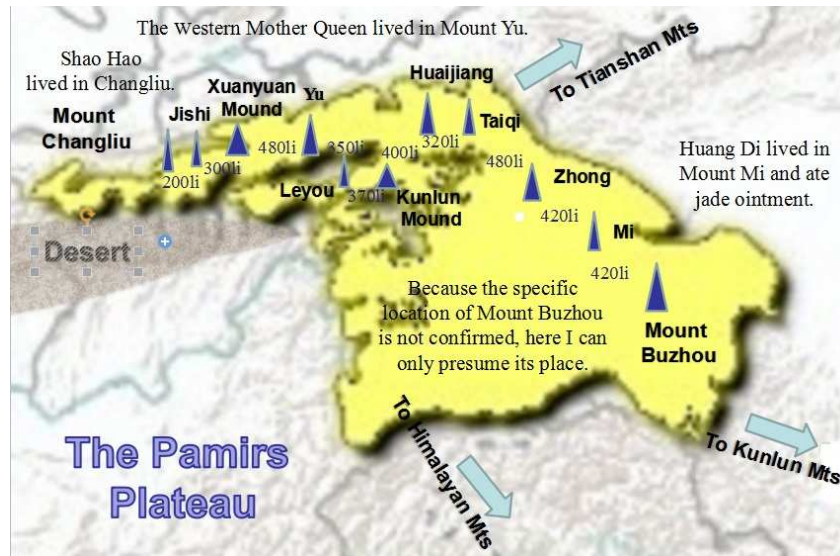 The Western Mother Queen lived in Mount Yu.
Shao Hao
lived in Changliu.
Mount
Changliu
Jishi
Xuanyuan
Mound
Yu
Huaijiang
Taiqi
To Tianshan Mts
200li
300li
480li
350li
400li
320li
480li
Leyou
370li
Kunlun
Mound
Zhong
420li
Mi
420li
Huang Di lived in
Mount Mi and ate
jade ointment.
Desert
Because the specific
location of Mount Buzhou
is not confirmed, here I can
only presume its place.
Mount
Buzhou
The Pamirs
Plateau
To Himalayan Mts
To Kunlun Mts